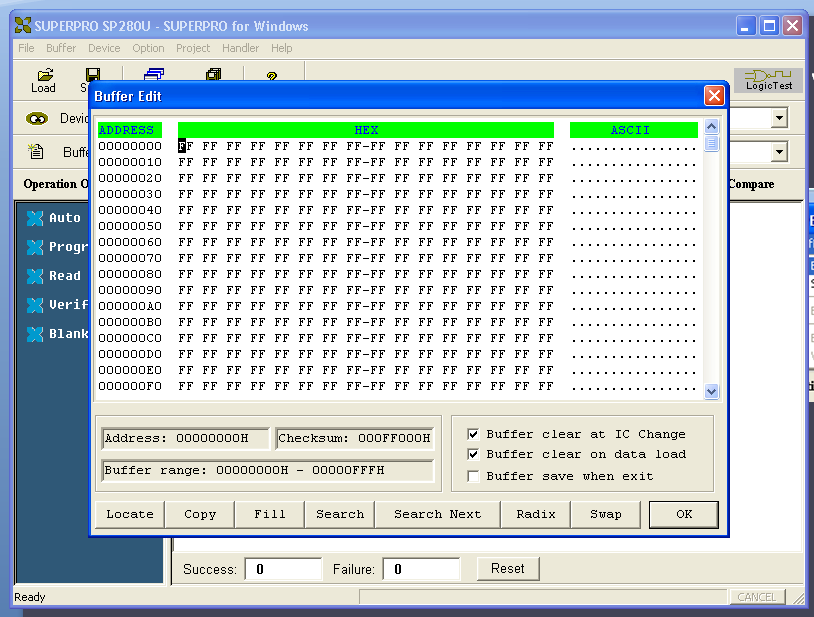 SUPERPRO SP280U - SUPERPRO for Windows
File Buffer Device Option Project Handler Help
Load
LogicTest
Buffer Edit
Operation
Compare
ADDRESS HEX ASCII
00000000 FF FF FF FF FF FF FF FF-FF FF FF FF FF FF FF FF ................
00000010 FF FF FF FF FF FF FF FF-FF FF FF FF FF FF FF FF ................
00000020 FF FF FF FF FF FF FF FF-FF FF FF FF FF FF FF FF ................
00000030 FF FF FF FF FF FF FF FF-FF FF FF FF FF FF FF FF ................
00000040 FF FF FF FF FF FF FF FF-FF FF FF FF FF FF FF FF ................
00000050 FF FF FF FF FF FF FF FF-FF FF FF FF FF FF FF FF ................
00000060 FF FF FF FF FF FF FF FF-FF FF FF FF FF FF FF FF ................
00000070 FF FF FF FF FF FF FF FF-FF FF FF FF FF FF FF FF ................
00000080 FF FF FF FF FF FF FF FF-FF FF FF FF FF FF FF FF ................
00000090 FF FF FF FF FF FF FF FF-FF FF FF FF FF FF FF FF ................
000000A0 FF FF FF FF FF FF FF FF-FF FF FF FF FF FF FF FF ................
000000B0 FF FF FF FF FF FF FF FF-FF FF FF FF FF FF FF FF ................
000000C0 FF FF FF FF FF FF FF FF-FF FF FF FF FF FF FF FF ................
000000D0 FF FF FF FF FF FF FF FF-FF FF FF FF FF FF FF FF ................
000000E0 FF FF FF FF FF FF FF FF-FF FF FF FF FF FF FF FF ................
000000F0 FF FF FF FF FF FF FF FF-FF FF FF FF FF FF FF FF ................
Auto
Progr
Read
Verif
Blank
Address: 00000000H Checksum: 000FF000H
Buffer range: 00000000H - 00000FFFH
Buffer clear at IC Change
Buffer clear on data load
Buffer save when exit
Locate Copy Fill Search Search Next Radix Swap OK
Success: 0 Failure: 0 Reset
Ready CANCEL